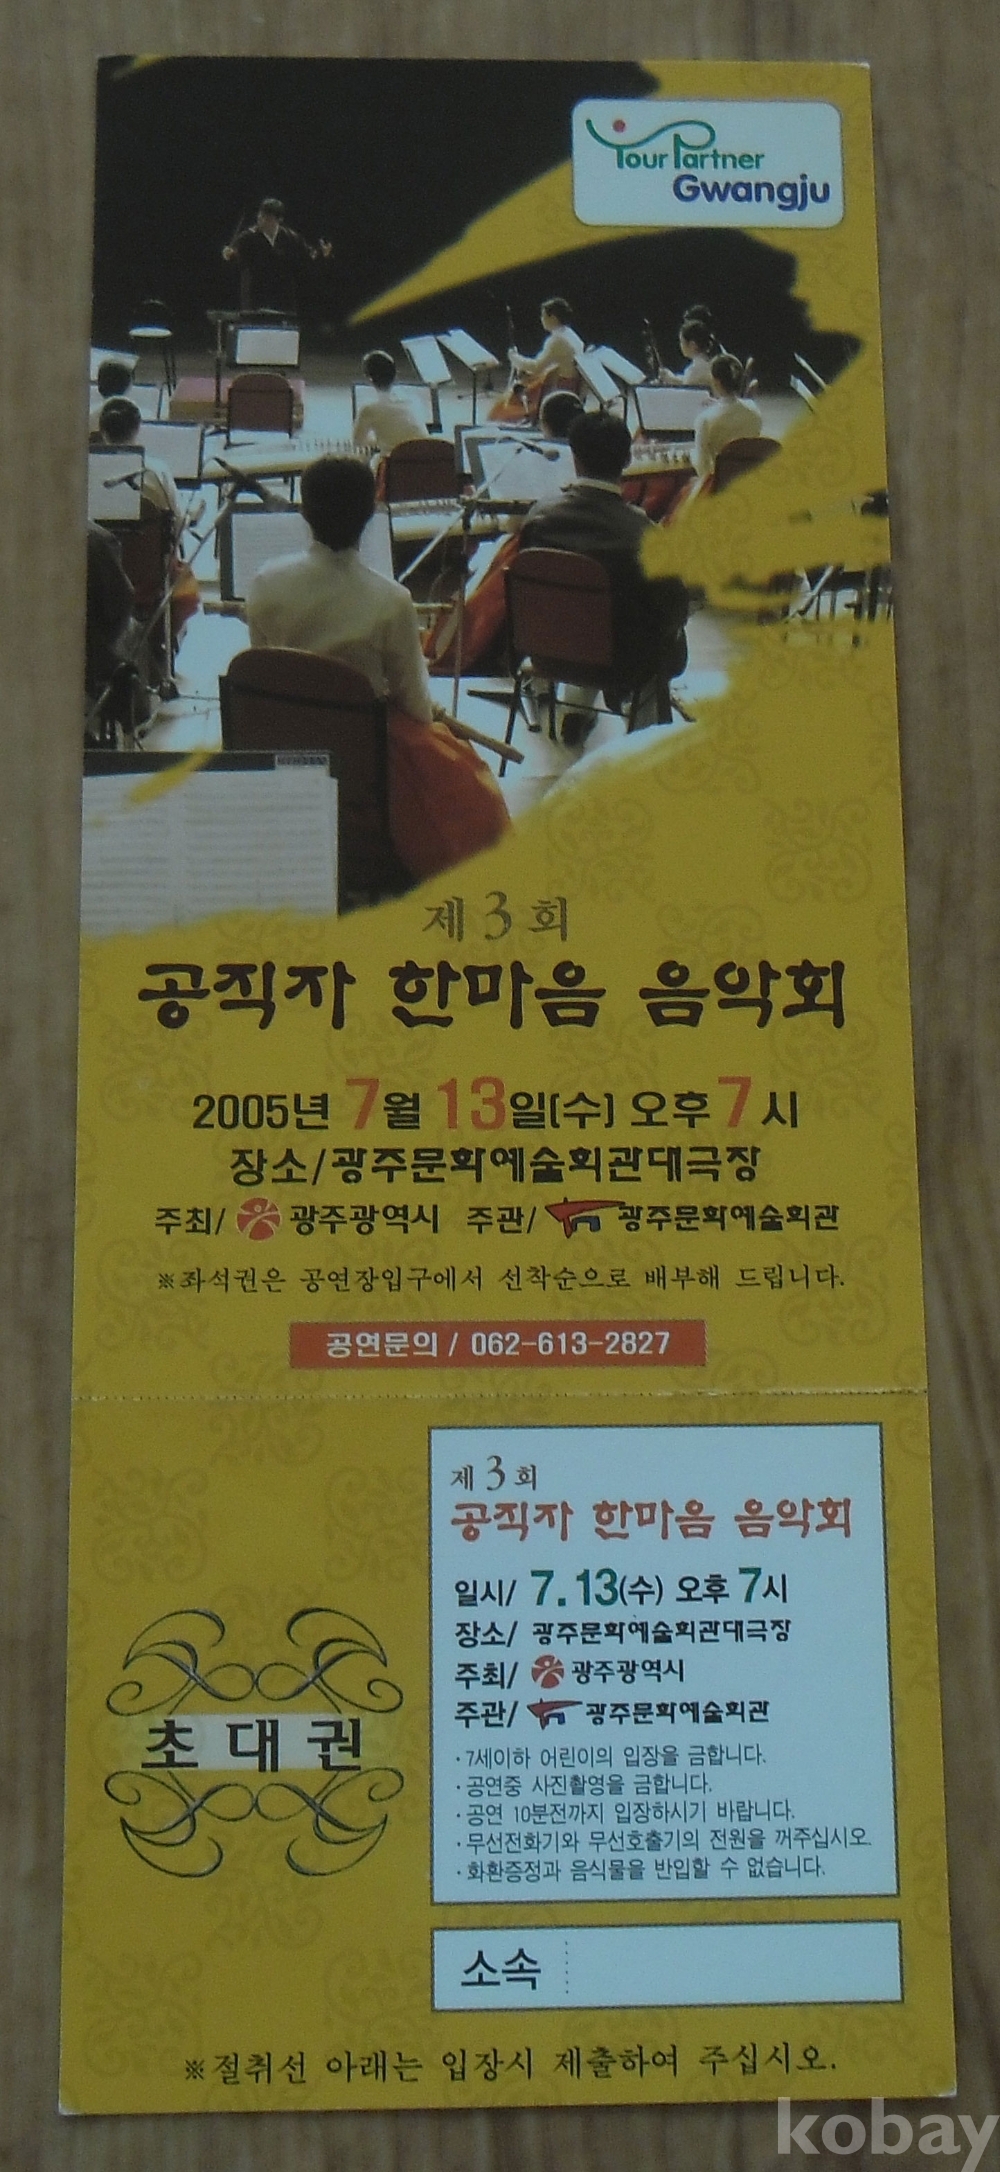 Your Partner
Gwangju
제 3 회
공직자 한마음 음악회
2005년 7월 13일(수) 오후 7시
장소/광주문화예술회관대극장
주최/ 광주광역시 주관/ 광주문화예술회관
※좌석권은 공연장입구에서 선착순으로 배부해 드립니다.
공연문의 / 062-613-2827
제 3 회
공직자 한마음 음악회
일시/ 7. 13(수) 오후 7시
장소/ 광주문화예술회관대극장
주최/ 광주광역시
주관/ 광주문화예술회관
·7세이하 어린이의 입장을 금합니다.
·공연중 사진촬영을 금합니다.
·공연 10분전까지 입장하시기 바랍니다.
·무선전화기와 무선호출기의 전원을 꺼주십시오.
·화환증정과 음식물을 반입할 수 없습니다.
초대권
소속
※절취선 아래는 입장시 제출하여 주십시오.
kobay